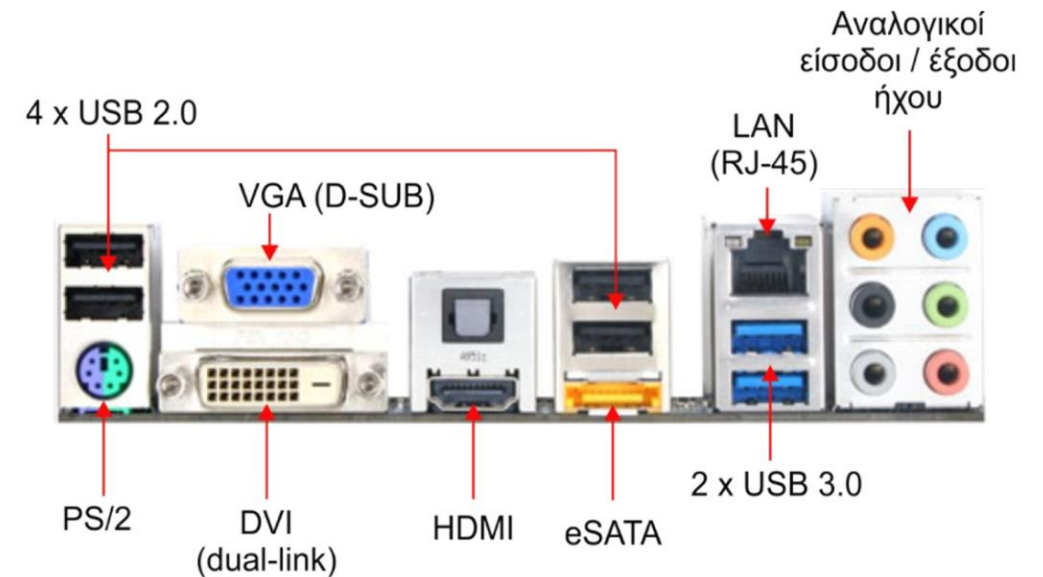 Αναλογικοί
είσοδοι / έξοδοι
ήχου
4 x USB 2.0
LAN
(RJ-45)
VGA (D-SUB)
2 x USB 3.0
PS/2
DVI
(dual-link)
HDMI
eSATA